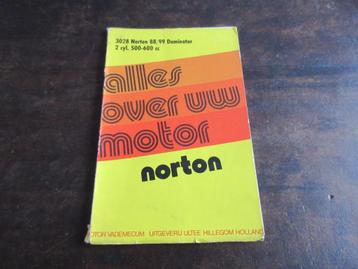 3028 Norton 88/99 Dominator
2 cyl. 500-600 cc
alles
over uw
motor
norton
OTOR VADEMECUM UITGEVERIJ ULTEE HILLEGOM HOLLAND